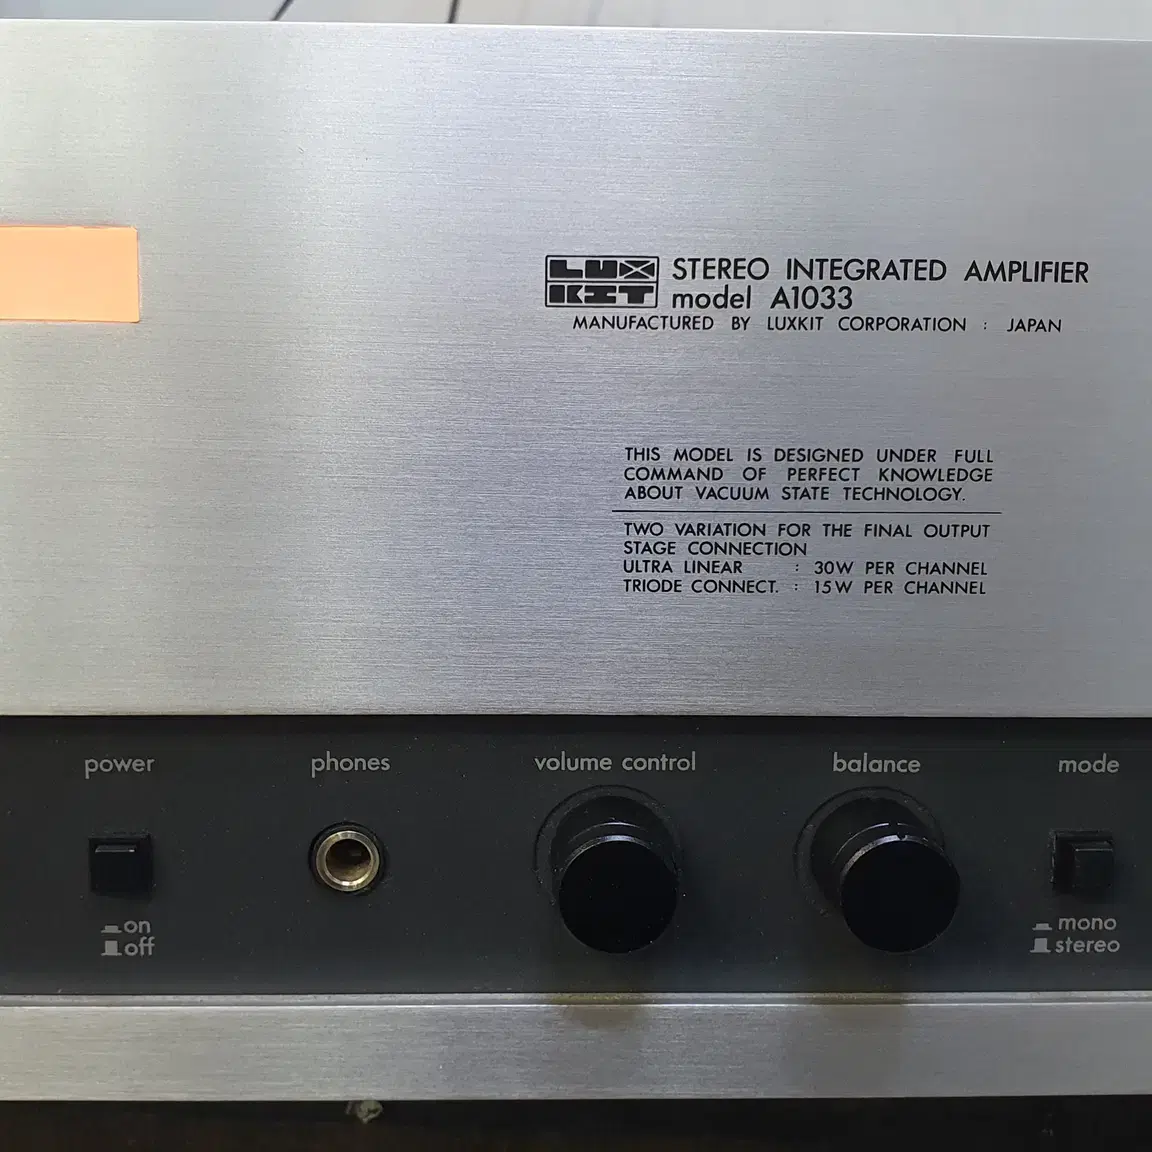 LUX STEREO INTEGRATED AMPLIFIER
KIT model A1033
MANUFACTURED BY LUXKIT CORPORATION : JAPAN
THIS MODEL IS DESIGNED UNDER FULL
COMMAND OF PERFECT KNOWLEDGE
ABOUT VACUUM STATE TECHNOLOGY.
TWO VARIATION FOR THE FINAL OUTPUT
STAGE CONNECTION
ULTRA LINEAR : 30W PER CHANNEL
TRIODE CONNECT. : 15W PER CHANNEL
power phones volume control balance mode
on mono
off stereo